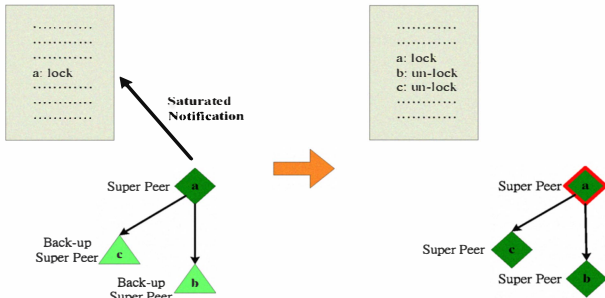 ............
............
............
a: lock
............
............
............
Saturated
Notification
Super Peer
a
Back-up
Super Peer
c
Back-up
Super Peer
b
............
............
a: lock
b: un-lock
c: un-lock
............
............
Super Peer
a
Super Peer
c
Super Peer
b